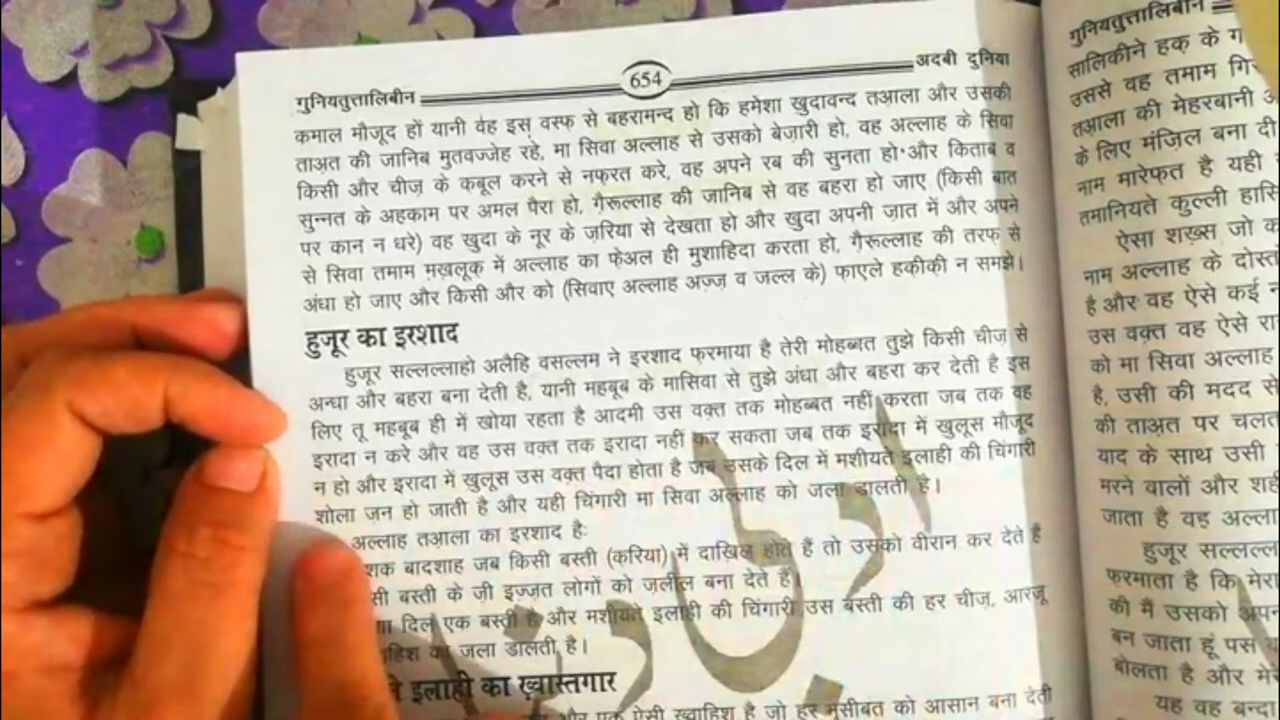 गुनियतुत्तालिबीन
654
अदबी दुनिया
कमाल मौजूद हों यानी वह इस वस्फ़ से बहरामन्द हो कि हमेशा खुदावन्द तआला और उसकी
ताअत की जानिब मुतवज्जेह रहे, मा सिवा अल्लाह से उसको बेज़ारी हो, वह अल्लाह के सिवा
किसी और चीज़ के क़बूल करने से नफ़रत करे, वह अपने रब की सुनता हो और किताब व
सुन्नत के अहकाम पर अमल पैरा हो, ग़ैरूल्लाह की जानिब से वह बहरा हो जाए (किसी बात
पर कान न धरे) वह खुदा के नूर के ज़रिया से देखता हो और खुदा अपनी ज़ात में और अपने
से सिवा तमाम मख़लूक़ में अल्लाह का फेअल ही मुशाहिदा करता हो, ग़ैरूल्लाह की तरफ़ से
अंधा हो जाए और किसी और को (सिवाए अल्लाह अज़्ज़ व जल्ल के) फाएले हकीकी न समझे।
हुजूर का इरशाद
हुजूर सल्लल्लाहो अलैहि वसल्लम ने इरशाद फ़रमाया है तेरी मोहब्बत तुझे किसी चीज़ से
अन्धा और बहरा बना देती है, यानी महबूब के मासिवा से तुझे अंधा और बहरा कर देती है इस
लिए तू महबूब ही में खोया रहता है आदमी उस वक़्त तक मोहब्बत नहीं करता जब तक वह
इरादा न करे और वह उस वक़्त तक इरादा नहीं कर सकता जब तक इरादा में खुलूस मौजूद
न हो और इरादा में खुलूस उस वक़्त पैदा होता है जब उसके दिल में मशीयते इलाही की चिंगारी
शोला ज़न हो जाती है और यही चिंगारी मा सिवा अल्लाह को जला डालती है।
अल्लाह तआला का इरशाद है:
शक बादशाह जब किसी बस्ती (करिया) में दाखिल होते हैं तो उसको वीरान कर देते हैं
सी बस्ती के ज़ी इज़्ज़त लोगों को ज़लील बना देते हैं।
दिल एक बस्ती है और मशीयते इलाही की चिंगारी उस बस्ती की हर चीज़, आरज़ू
हिश को जला डालती है।
इलाही का ख़्वास्तगार
और एक ऐसी ख़्वाहिश है जो हर मुसीबत को आसान बना देती
गुनियतुत्तालिबीन
सालिकीने हक़ के
उससे वह तमाम
तआला की मेहरबानी
के लिए मंज़िल बना दी
नाम मारेफ़त है यही
तमानियते कुल्ली
ऐसा शख़्स जो
नाम अल्लाह के दोस्त
है और वह ऐसे कई
उस वक़्त वह ऐसे
को मा सिवा अल्लाह
है, उसी की मदद से
की ताअत पर
याद के साथ उसी
मरने वालों और
जाता है वह अल्ला
हुजूर सल्लल्ल
फ़रमाता है कि मेरा
की मैं उसको
बन जाता हूं पस
बोलता है और
यह वह बन्दा